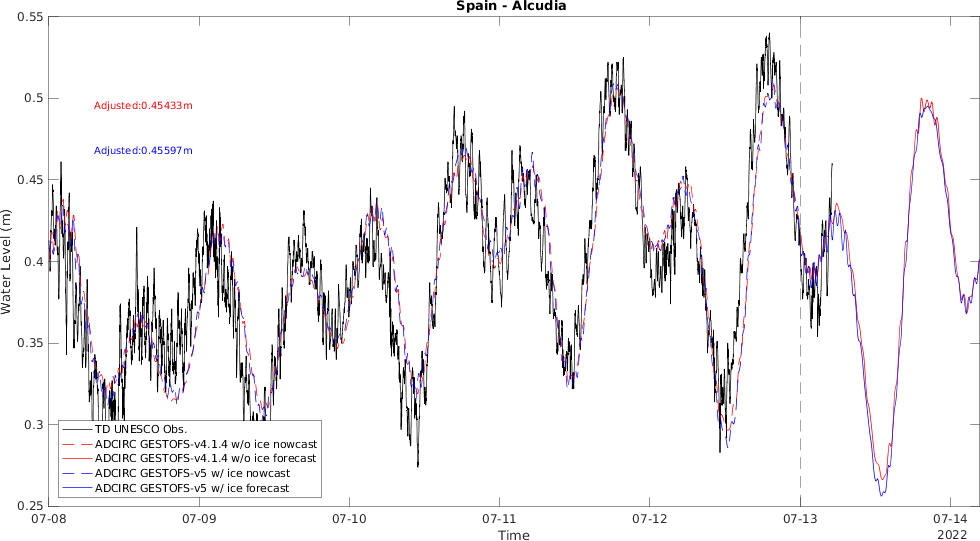 Spain - Alcudia
0.55
0.5
0.45
0.4
0.35
0.3
0.25
Water Level (m)
Adjusted:0.45433m
Adjusted:0.45597m
TD UNESCO Obs.
ADCIRC GESTOFS-v4.1.4 w/o ice nowcast
ADCIRC GESTOFS-v4.1.4 w/o ice forecast
ADCIRC GESTOFS-v5 w/ ice nowcast
ADCIRC GESTOFS-v5 w/ ice forecast
07-08 07-09 07-10 07-11 07-12 07-13 07-14
Time
2022